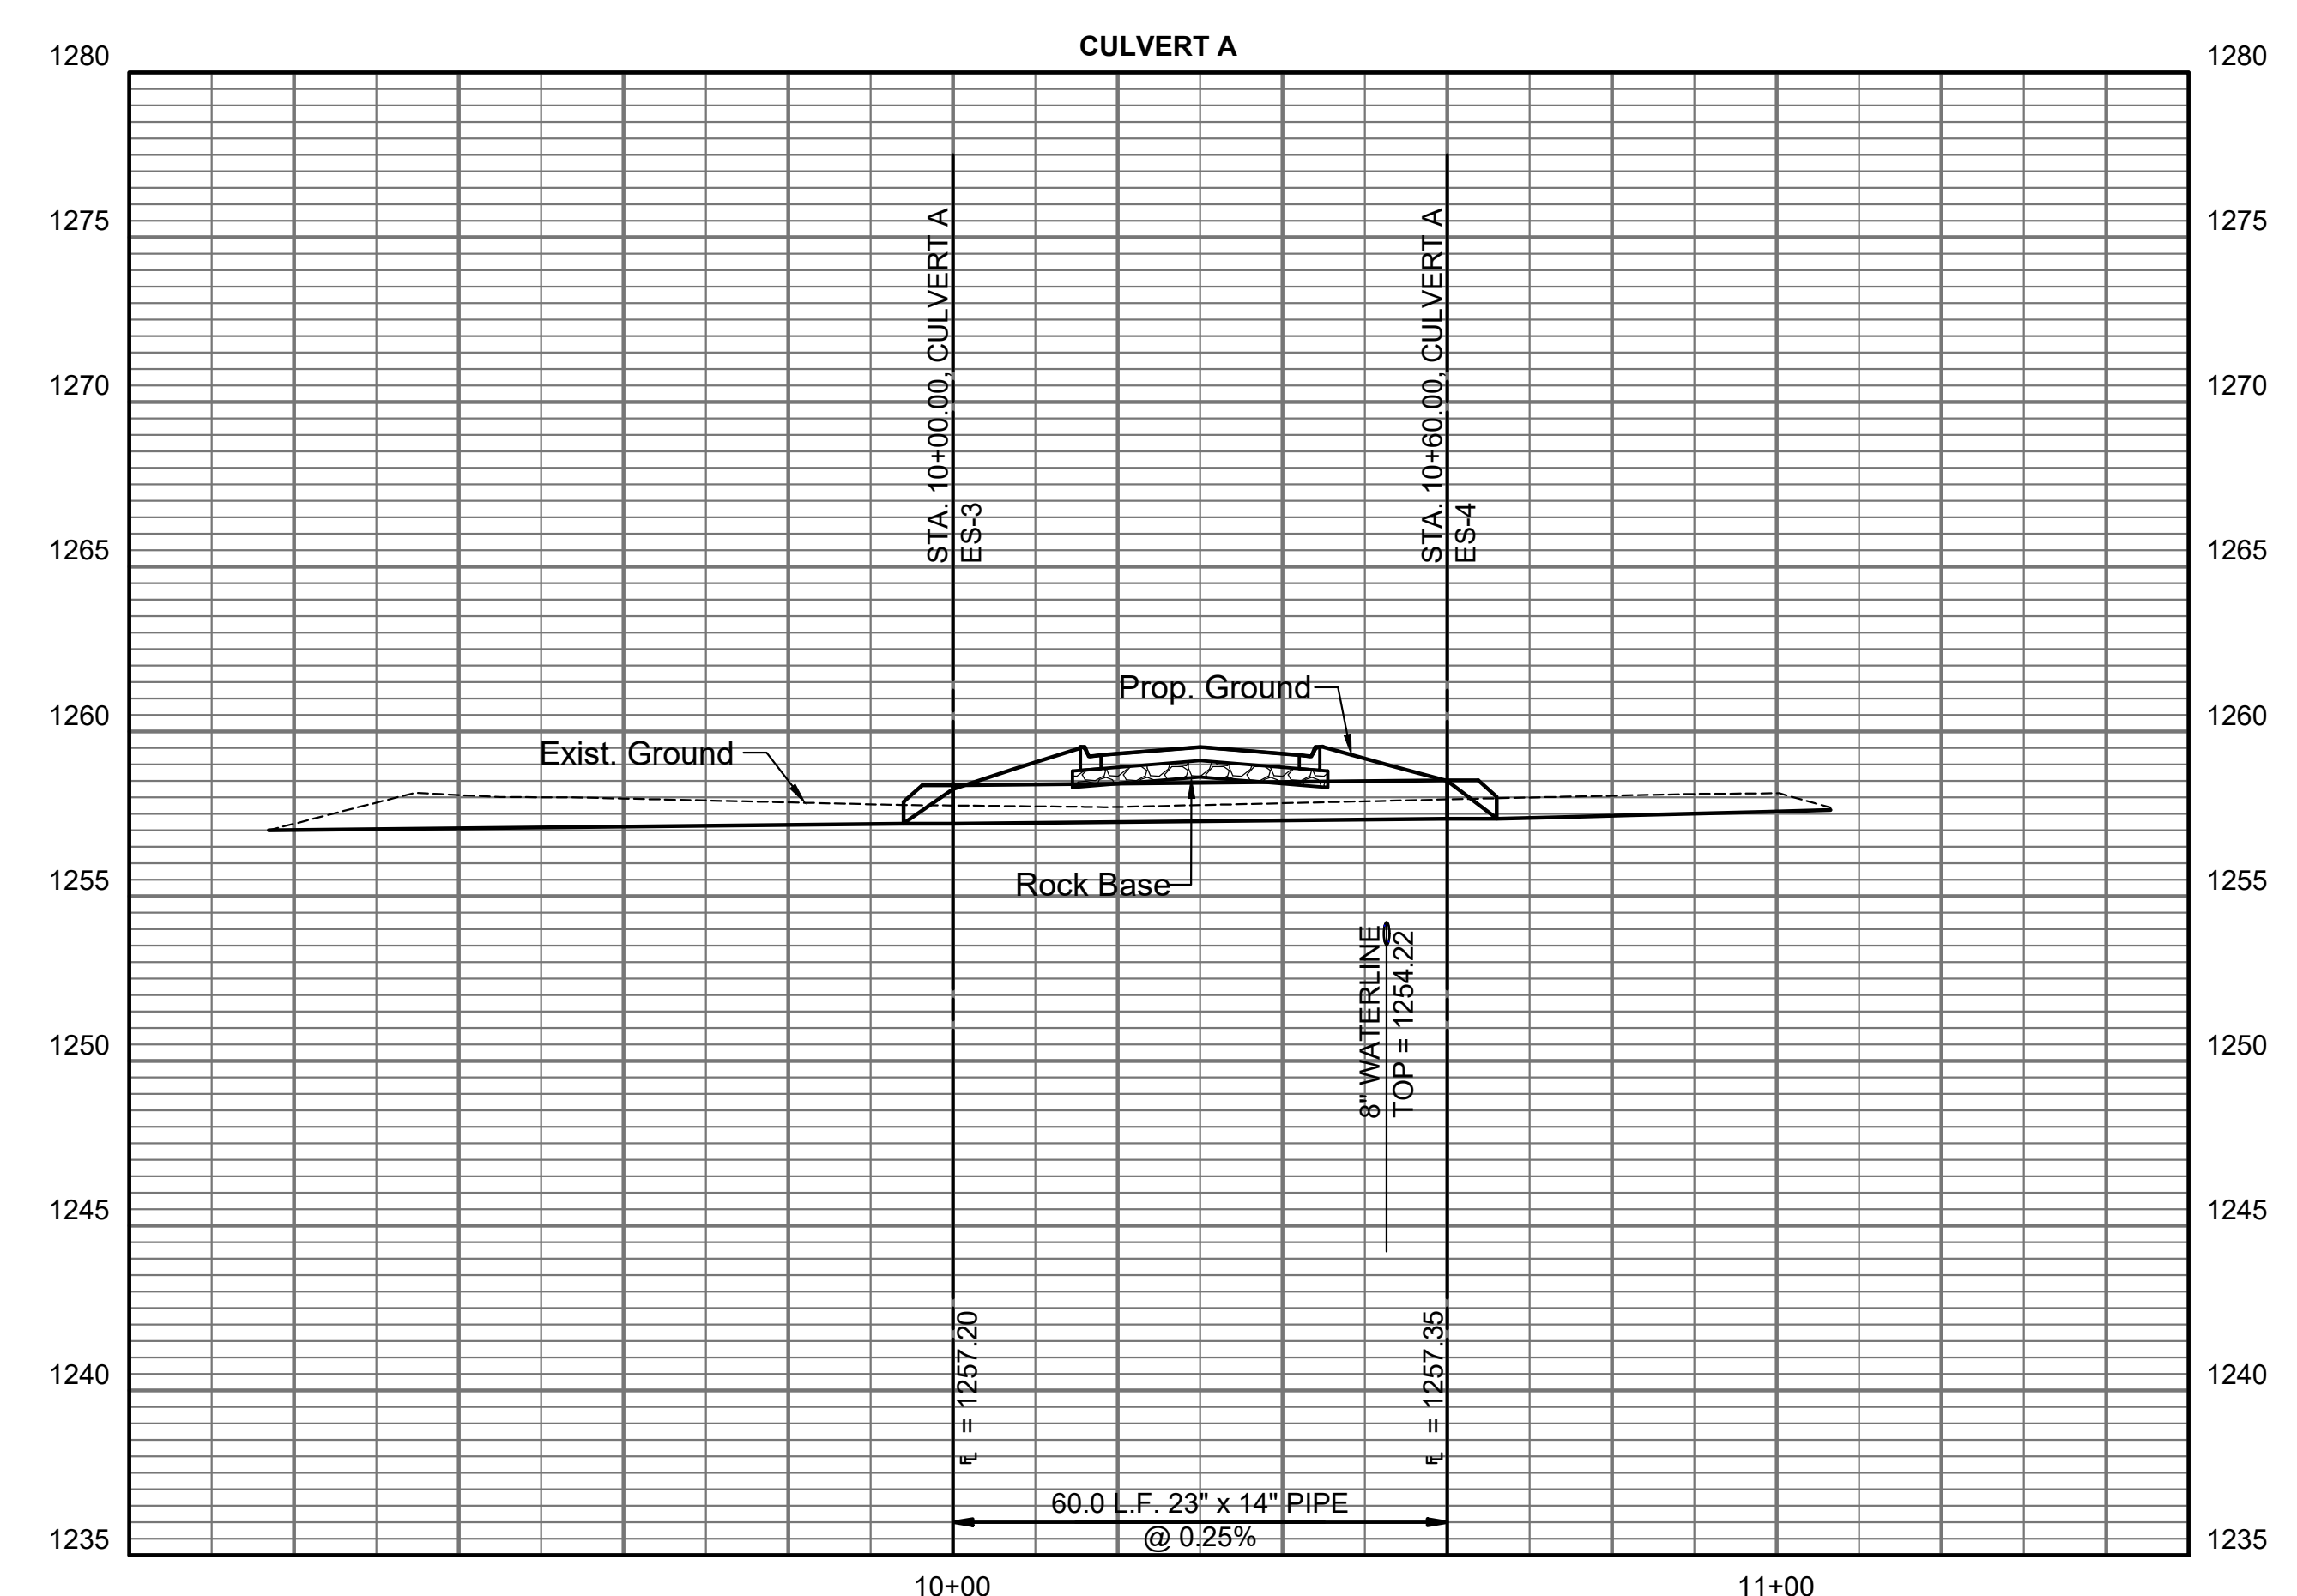 CULVERT A
1280
1280
1275
1275
1270
1270
1265
1265
1260
1260
1255
1255
1250
1250
1245
1245
1240
1240
1235
1235
STA. 10+00.00, CULVERT A
ES-3
STA. 10+60.00, CULVERT A
ES-4
Prop. Ground
Exist. Ground
Rock Base
8" WATERLINE
TOP = 1254.22
FL = 1257.20
FL = 1257.35
60.0 L.F. 23" x 14" PIPE
@ 0.25%
10+00
11+00